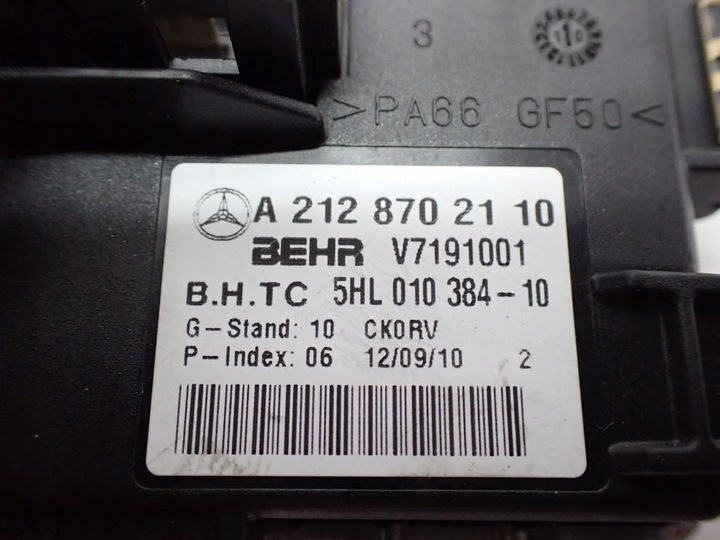 3
>PA66 GF50<
A 212 870 21 10
BEHR V7191001
B.H.TC 5HL 010 384-10
G-Stand: 10 CK0RV
P-Index: 06 12/09/10 2